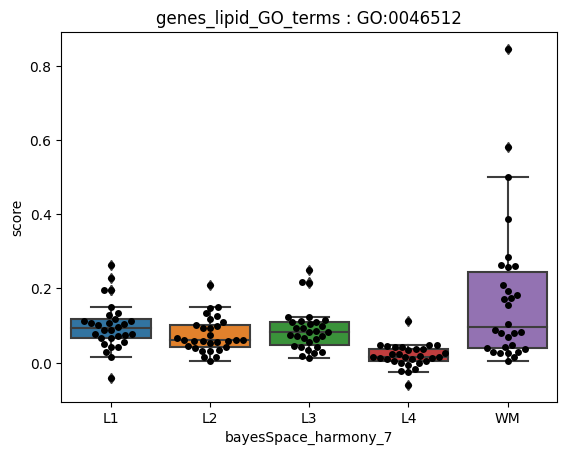 genes_lipid_GO_terms : GO:0046512
score
0.8
0.6
0.4
0.2
0.0
L1 L2 L3 L4 WM
bayesSpace_harmony_7